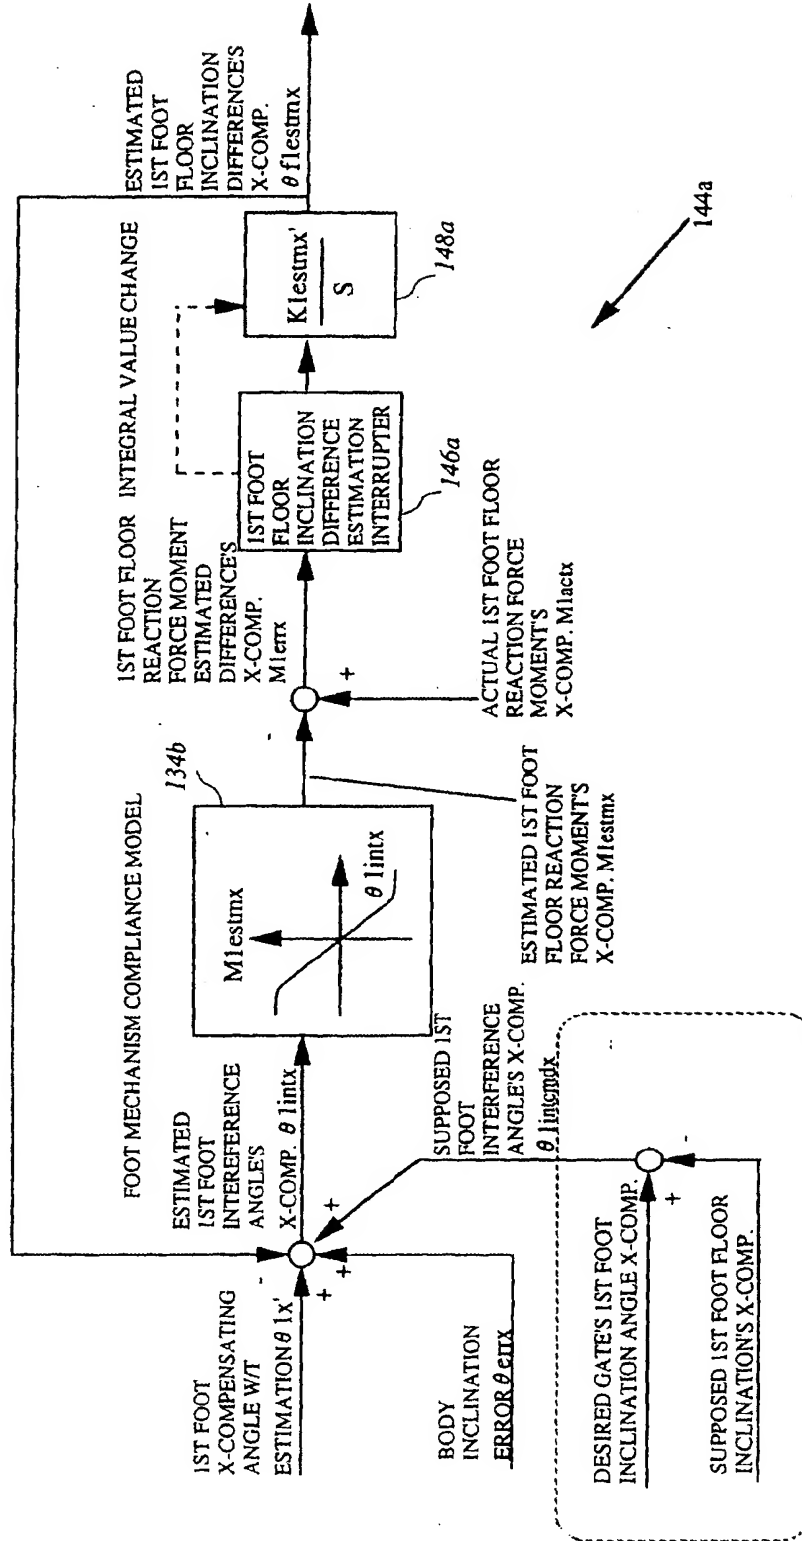 ESTIMATED
1ST FOOT
FLOOR
INCLINATION
DIFFERENCE'S
X-COMP.
θ f1estmx
INTEGRAL VALUE CHANGE
K1estmx'
S
148a
144a
1ST FOOT FLOOR
REACTION
FORCE MOMENT
ESTIMATED
DIFFERENCE'S
X-COMP.
M1errx
1ST FOOT
FLOOR
INCLINATION
DIFFERENCE
ESTIMATION
INTERRUPTER
146a
-
+
ACTUAL 1ST FOOT FLOOR
REACTION FORCE
MOMENT'S
X-COMP. M1actx
FOOT MECHANISM COMPLIANCE MODEL
134b
M1estmx
θ 1intx
ESTIMATED 1ST FOOT
FLOOR REACTION
FORCE MOMENT'S
X-COMP. M1estmx
ESTIMATED
1ST FOOT
INTEREFERENCE
ANGLE'S
X-COMP. θ 1intx
SUPPOSED 1ST
FOOT
INTERFERENCE
ANGLE'S X-COMP.
θ 1intcmdx
-
+
+
+
1ST FOOT
X-COMPENSATING
ANGLE W/T
ESTIMATION θ 1x'
BODY
INCLINATION
ERROR θ errx
DESIRED GATE'S 1ST FOOT
INCLINATION ANGLE X-COMP.
+
-
SUPPOSED 1ST FOOT FLOOR
INCLINATION'S X-COMP.